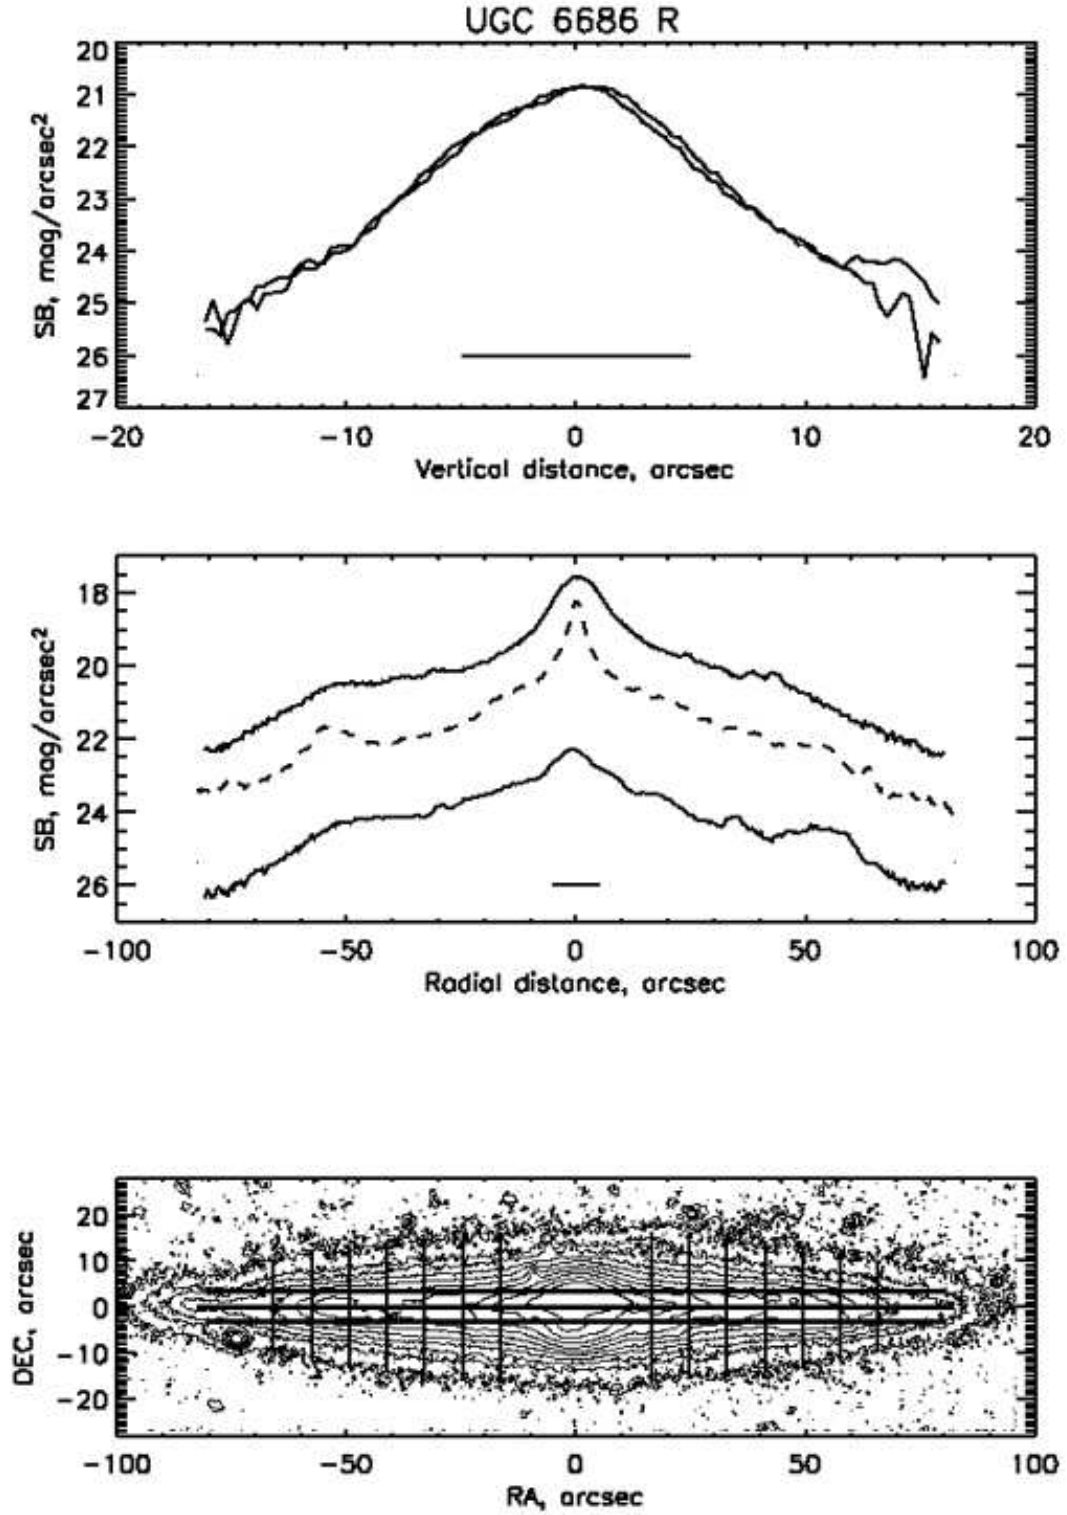 UGC 6686 R
20
21
22
23
24
25
26
27
SB, mag/arcsec²
-20 -10 0 10 20
Vertical distance, arcsec
18
20
22
24
26
SB, mag/arcsec²
-100 -50 0 50 100
Radial distance, arcsec
20
10
0
-10
-20
DEC, arcsec
-100 -50 0 50 100
RA, arcsec